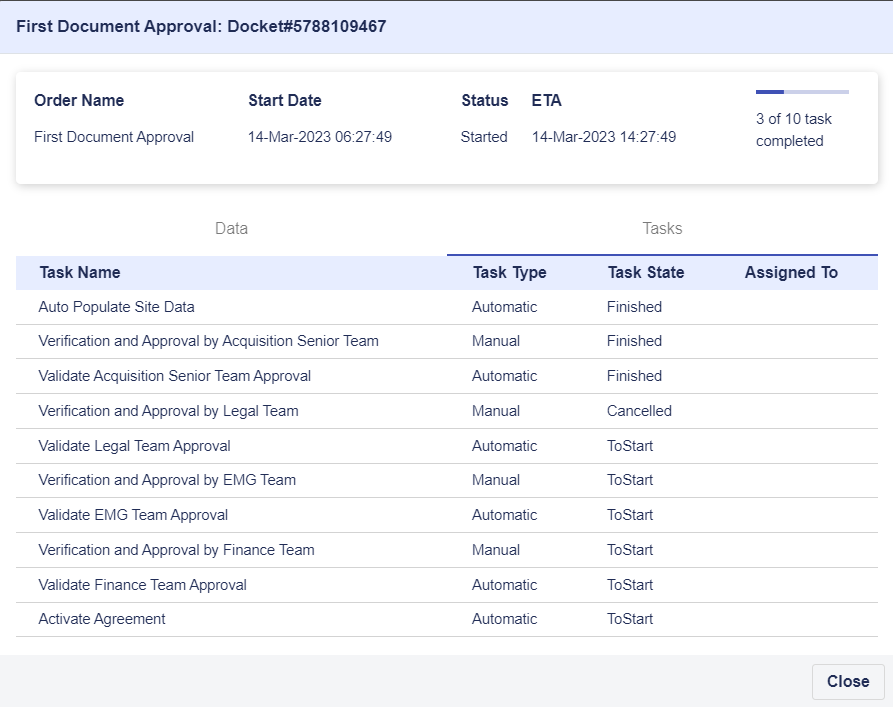 First Document Approval: Docket#5788109467
Order Name Start Date Status ETA
First Document Approval 14-Mar-2023 06:27:49 Started 14-Mar-2023 14:27:49
3 of 10 task
completed
Data Tasks
Task Name Task Type Task State Assigned To
Auto Populate Site Data Automatic Finished
Verification and Approval by Acquisition Senior Team Manual Finished
Validate Acquisition Senior Team Approval Automatic Finished
Verification and Approval by Legal Team Manual Cancelled
Validate Legal Team Approval Automatic ToStart
Verification and Approval by EMG Team Manual ToStart
Validate EMG Team Approval Automatic ToStart
Verification and Approval by Finance Team Manual ToStart
Validate Finance Team Approval Automatic ToStart
Activate Agreement Automatic ToStart
Close